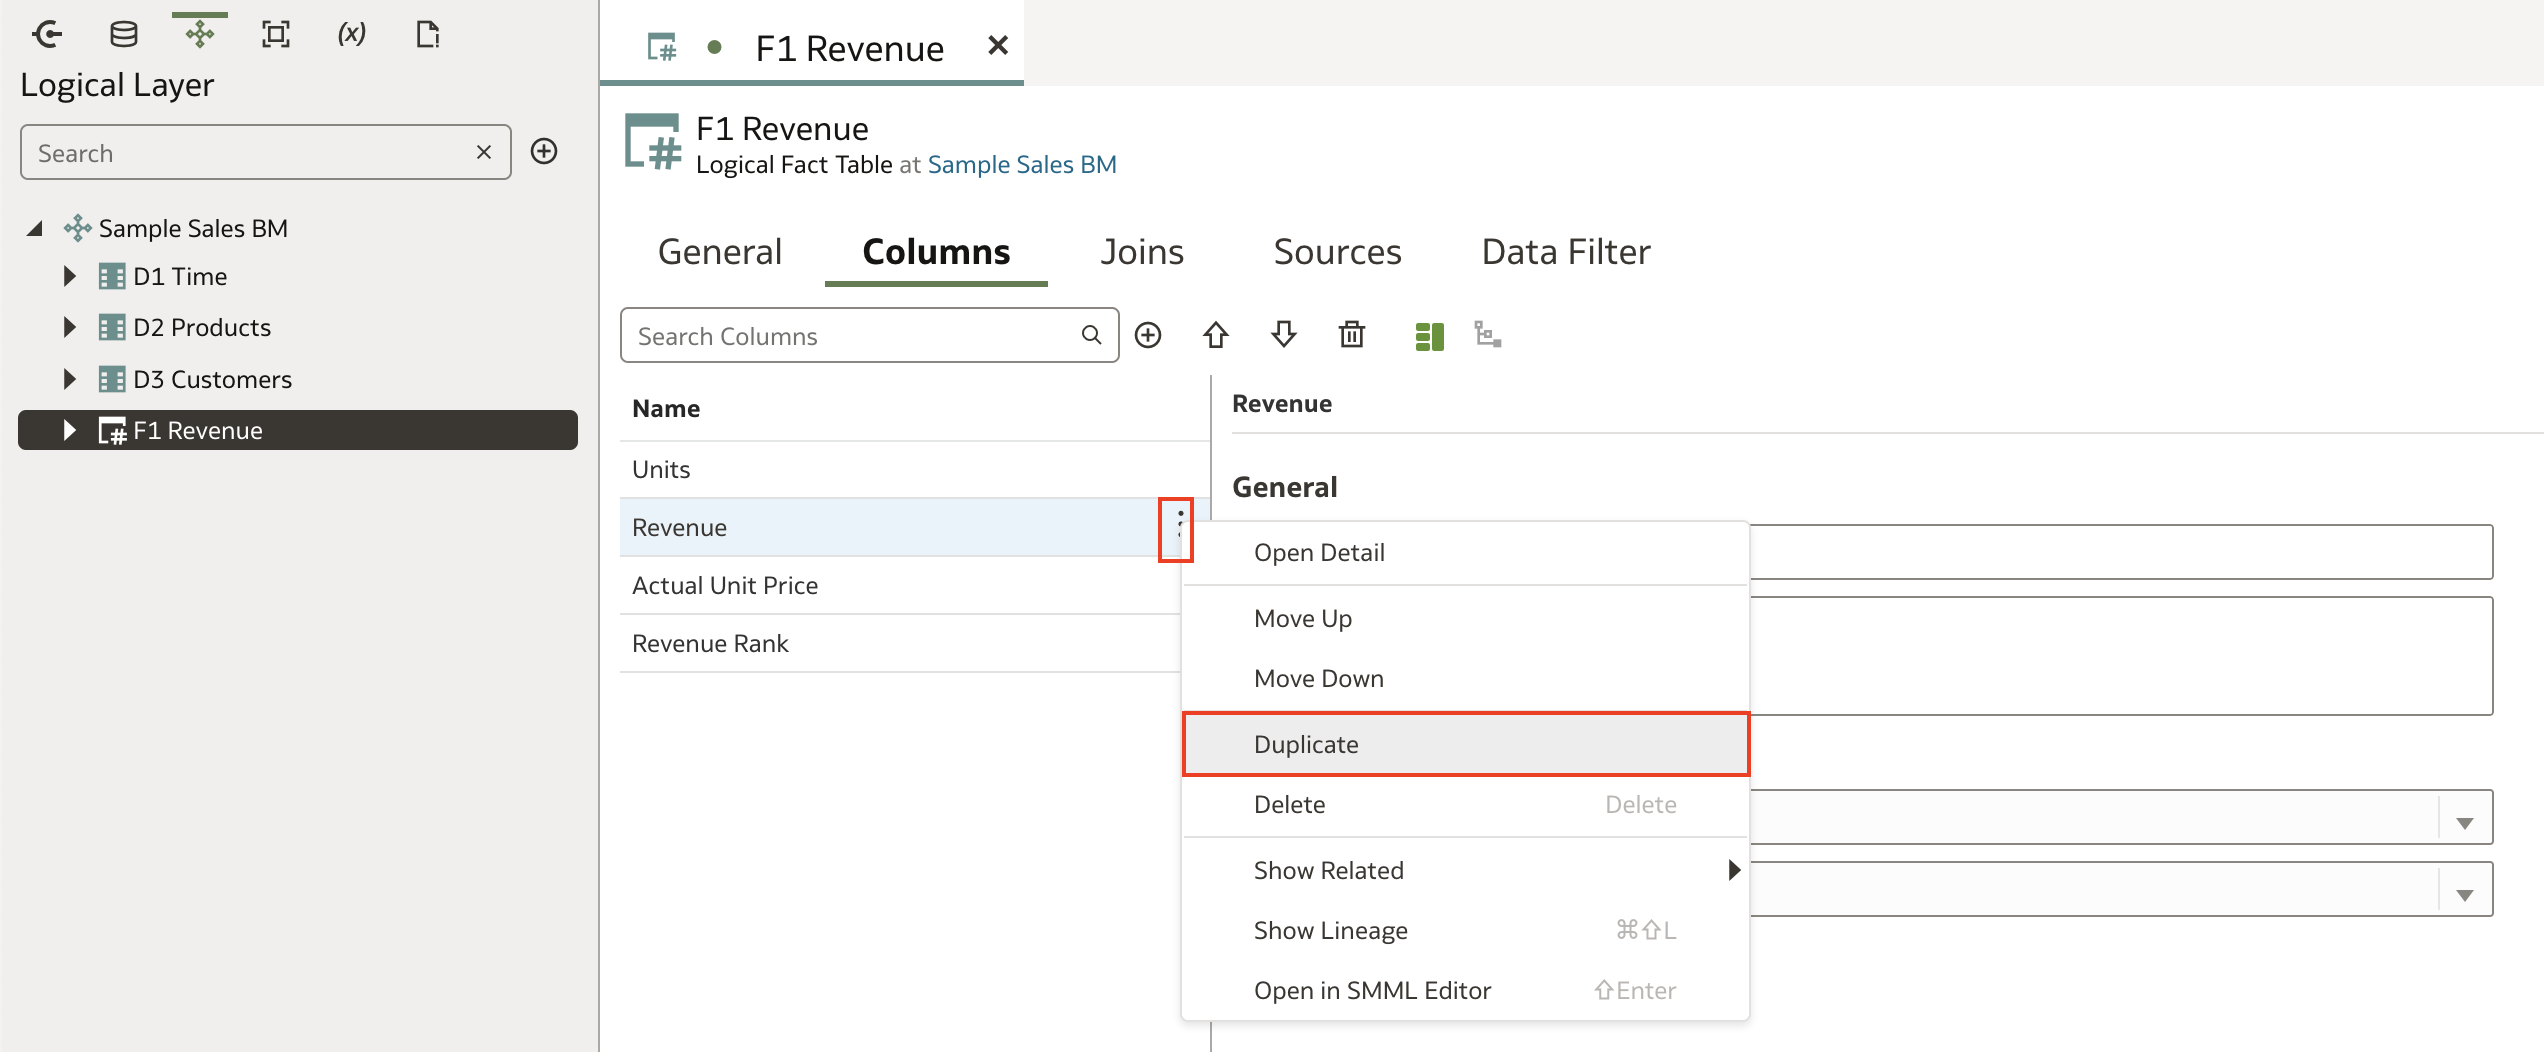 (x)
Logical Layer
Search
Sample Sales BM
D1 Time
D2 Products
D3 Customers
F1 Revenue
F1 Revenue
F1 Revenue
Logical Fact Table at Sample Sales BM
General Columns Joins Sources Data Filter
Search Columns
Name
Units
Revenue
Actual Unit Price
Revenue Rank
Revenue
General
Open Detail
Move Up
Move Down
Duplicate
Delete Delete
Show Related
Show Lineage ⌘⇧L
Open in SMML Editor ⇧Enter